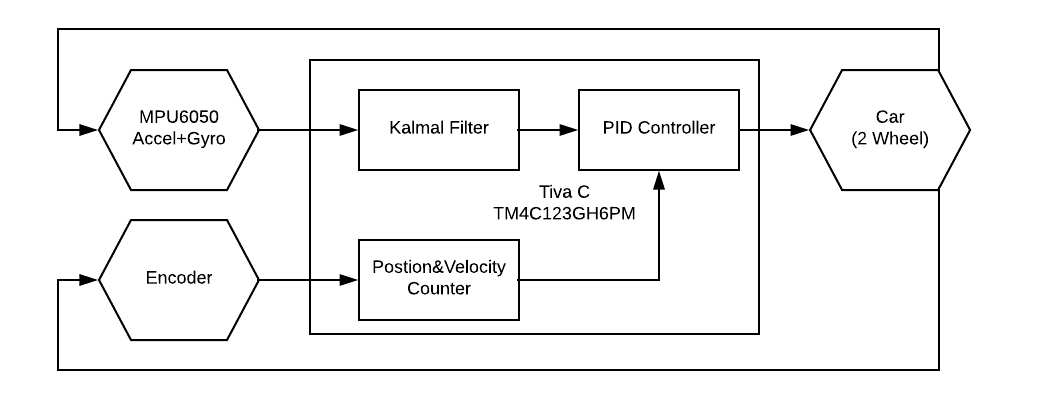 MPU6050
Accel+Gyro
Kalmal Filter
PID Controller
Car
(2 Wheel)
Tiva C
TM4C123GH6PM
Encoder
Postion&Velocity
Counter